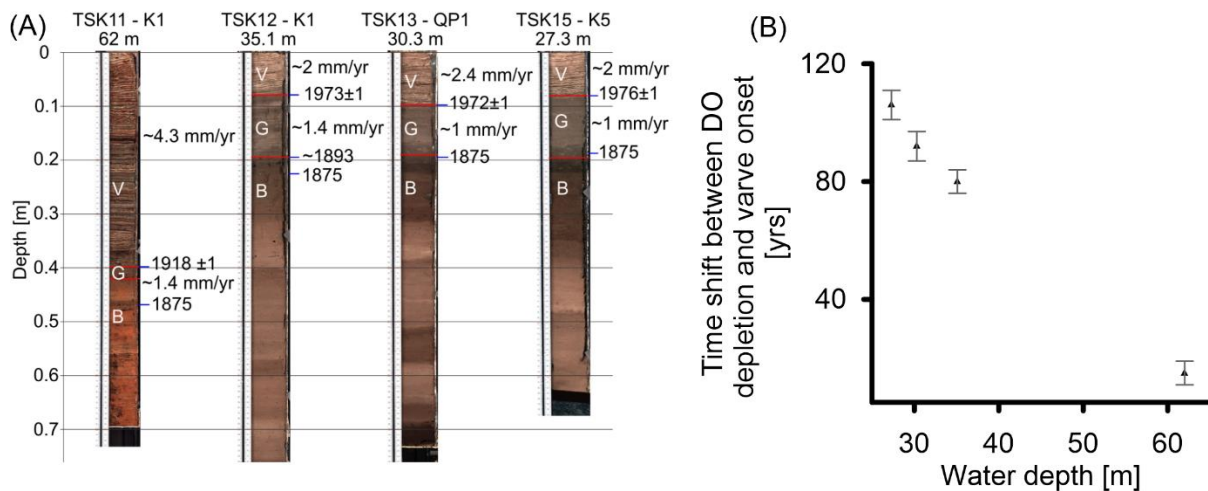 (A)
TSK11 - K1
62 m
TSK12 - K1
35.1 m
TSK13 - QP1
30.3 m
TSK15 - K5
27.3 m
Depth [m]
0
0.1
0.2
0.3
0.4
0.5
0.6
0.7
V
G
B
~4.3 mm/yr
1918 ±1
~1.4 mm/yr
1875
V
G
B
~2 mm/yr
1973±1
~1.4 mm/yr
~1893
1875
V
G
B
~2.4 mm/yr
1972±1
~1 mm/yr
1875
V
G
B
~2 mm/yr
1976±1
~1 mm/yr
1875
(B)
Time shift between DO
depletion and varve onset
[yrs]
120
80
40
30 40 50 60
Water depth [m]